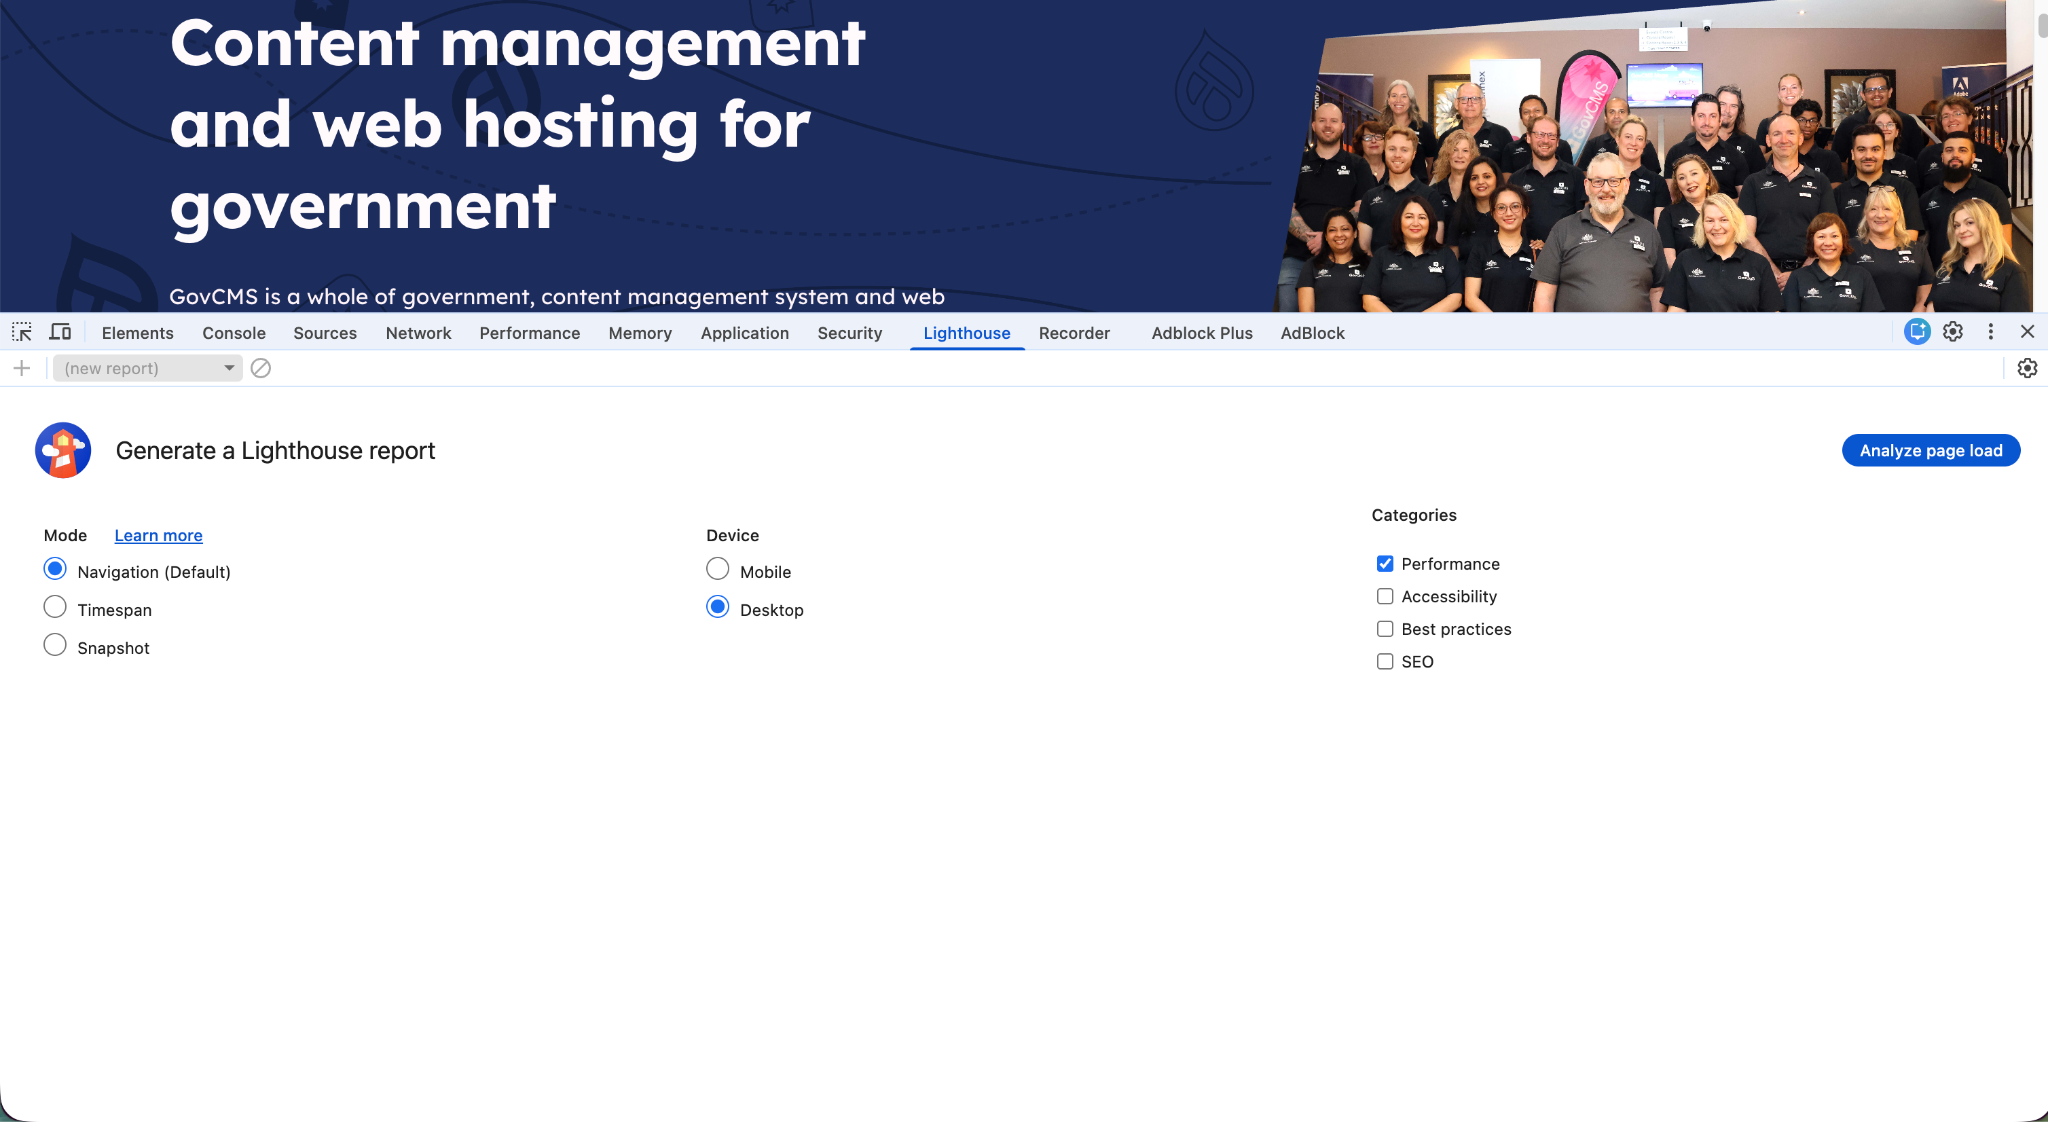 Content management
and web hosting for
government
GovCMS is a whole of government, content management system and web
GovCMS
Adobe
Elements Console Sources Network Performance Memory Application Security Lighthouse Recorder Adblock Plus AdBlock
(new report)
Generate a Lighthouse report
Analyze page load
Mode Learn more
Navigation (Default)
Timespan
Snapshot
Device
Mobile
Desktop
Categories
Performance
Accessibility
Best practices
SEO